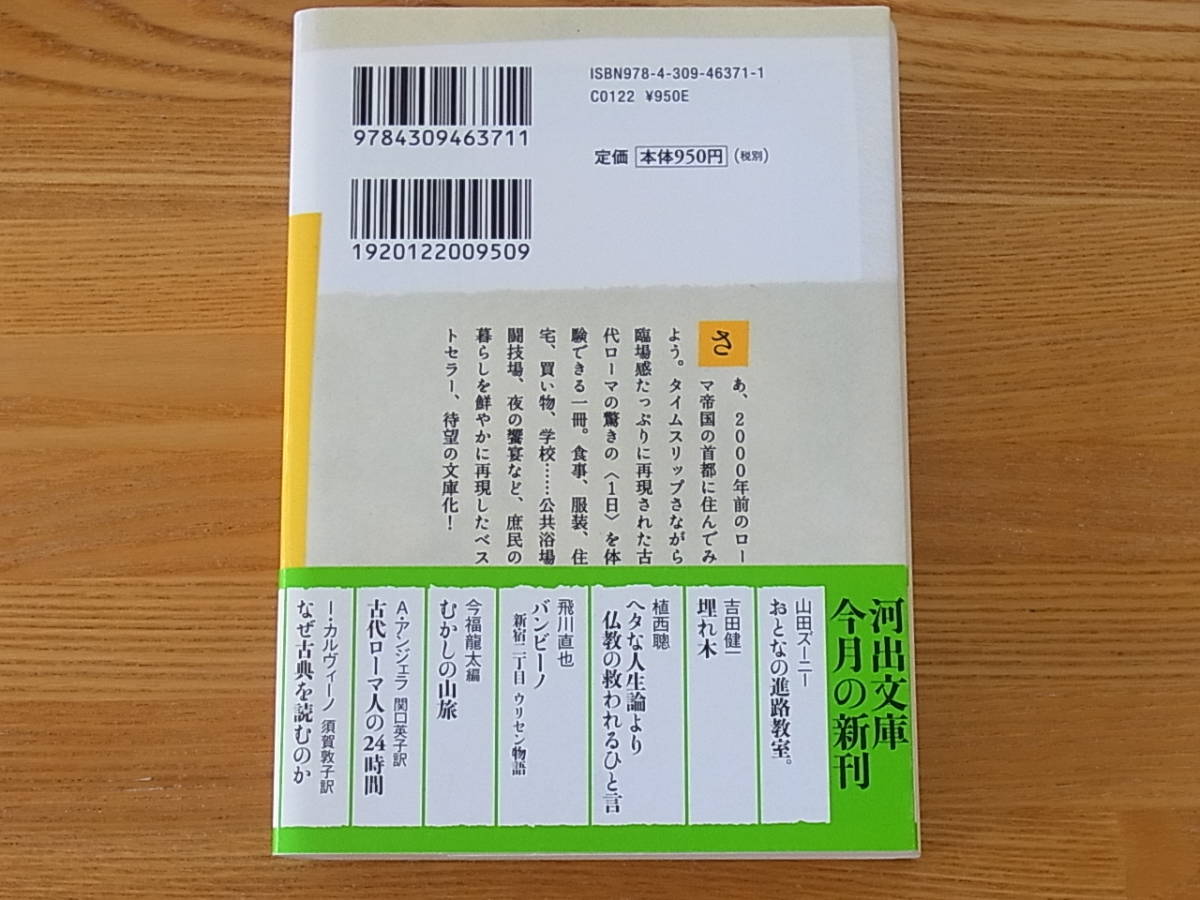 ISBN978-4-309-46371-1
C0122 ¥950E
9784309463711
定価 本体950円（税別）
1920122009509
さ
あ、2000年前のロー
マ帝国の首都に住んでみ
よう。タイムスリップさながら
臨場感たっぷりに再現された古
代ローマの驚きの〈1日〉を体
験できる一冊。食事、服装、住
宅、買い物、学校……公共浴場
闘技場、夜の饗宴など、庶民の
暮らしを鮮やかに再現したベス
トセラー、待望の文庫化！
河出文庫
今月の新刊
山田ズーニー
おとなの進路教室。
吉田健一
埋れ木
植西聰
ヘタな人生論より
仏教の救われるひと言
飛川直也
バンビーノ
新宿二丁目 ウリセン物語
今福龍太編
むかしの山旅
A・アンジェラ 関口英子訳
古代ローマ人の24時間
I・カルヴィーノ 須賀敦子訳
なぜ古典を読むのか